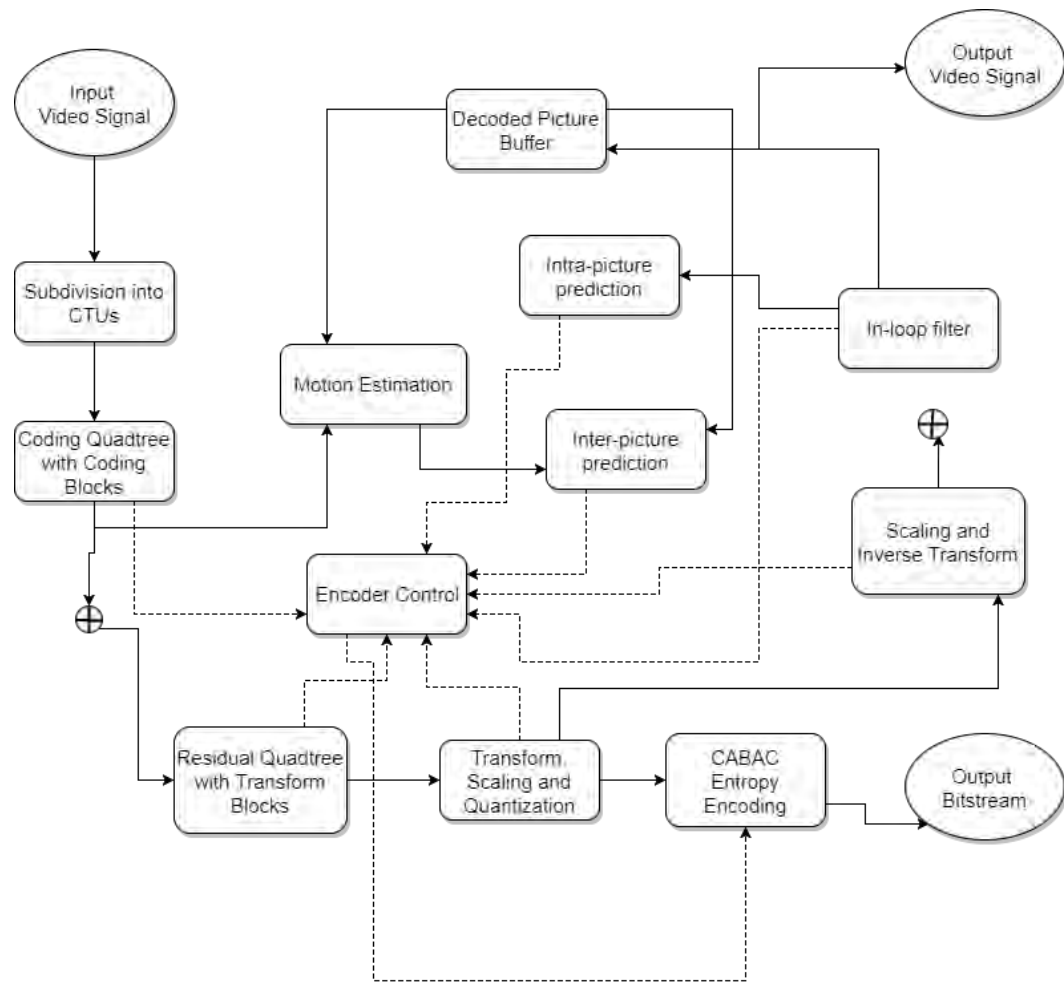 Input
Video Signal
Output
Video Signal
Decoded Picture
Buffer
Subdivision into
CTUs
Intra-picture
prediction
In-loop filter
Motion Estimation
Coding Quadtree
with Coding
Blocks
Inter-picture
prediction
Scaling and
Inverse Transform
Encoder Control
Residual Quadtree
with Transform
Blocks
Transform,
Scaling and
Quantization
CABAC
Entropy
Encoding
Output
Bitstream